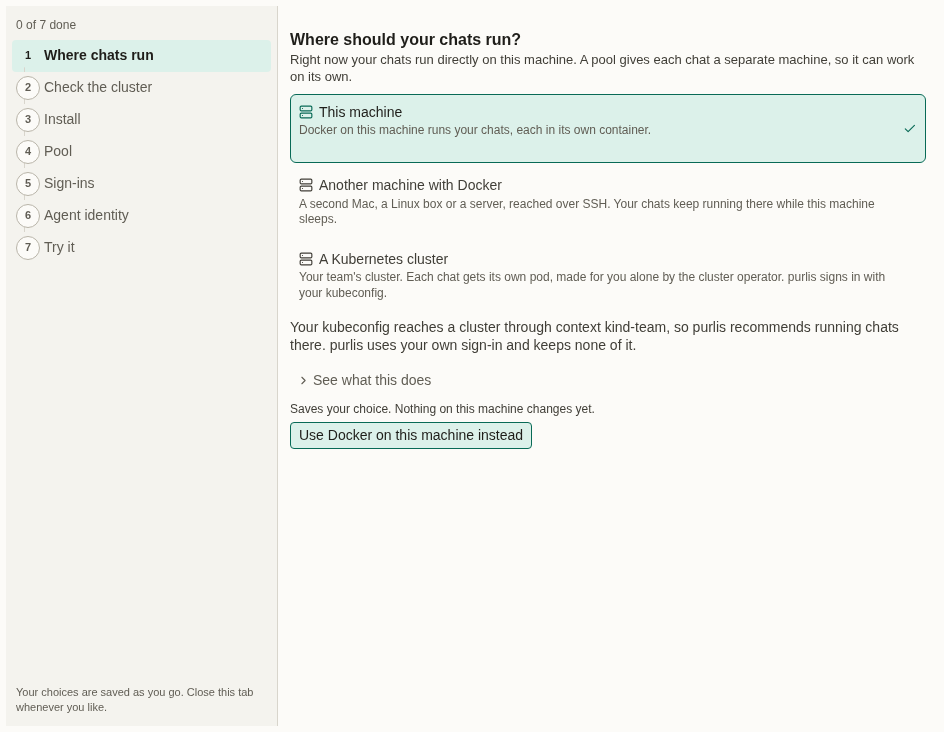 0 of 7 done
1 Where chats run
2 Check the cluster
3 Install
4 Pool
5 Sign-ins
6 Agent identity
7 Try it
Your choices are saved as you go. Close this tab
whenever you like.
Where should your chats run?
Right now your chats run directly on this machine. A pool gives each chat a separate machine, so it can work
on its own.
This machine
Docker on this machine runs your chats, each in its own container.
Another machine with Docker
A second Mac, a Linux box or a server, reached over SSH. Your chats keep running there while this machine
sleeps.
A Kubernetes cluster
Your team's cluster. Each chat gets its own pod, made for you alone by the cluster operator. purlis signs in with
your kubeconfig.
Your kubeconfig reaches a cluster through context kind-team, so purlis recommends running chats
there. purlis uses your own sign-in and keeps none of it.
See what this does
Saves your choice. Nothing on this machine changes yet.
Use Docker on this machine instead